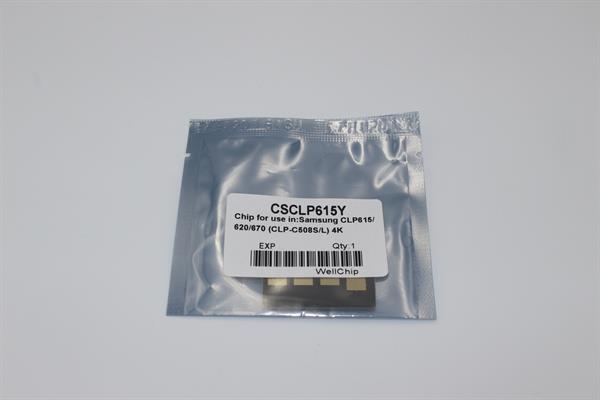 CSCLP615Y
Chip for use in:Samsung CLP615/
620/670 (CLP-C508S/L) 4K
EXP Qty:1
WellChip